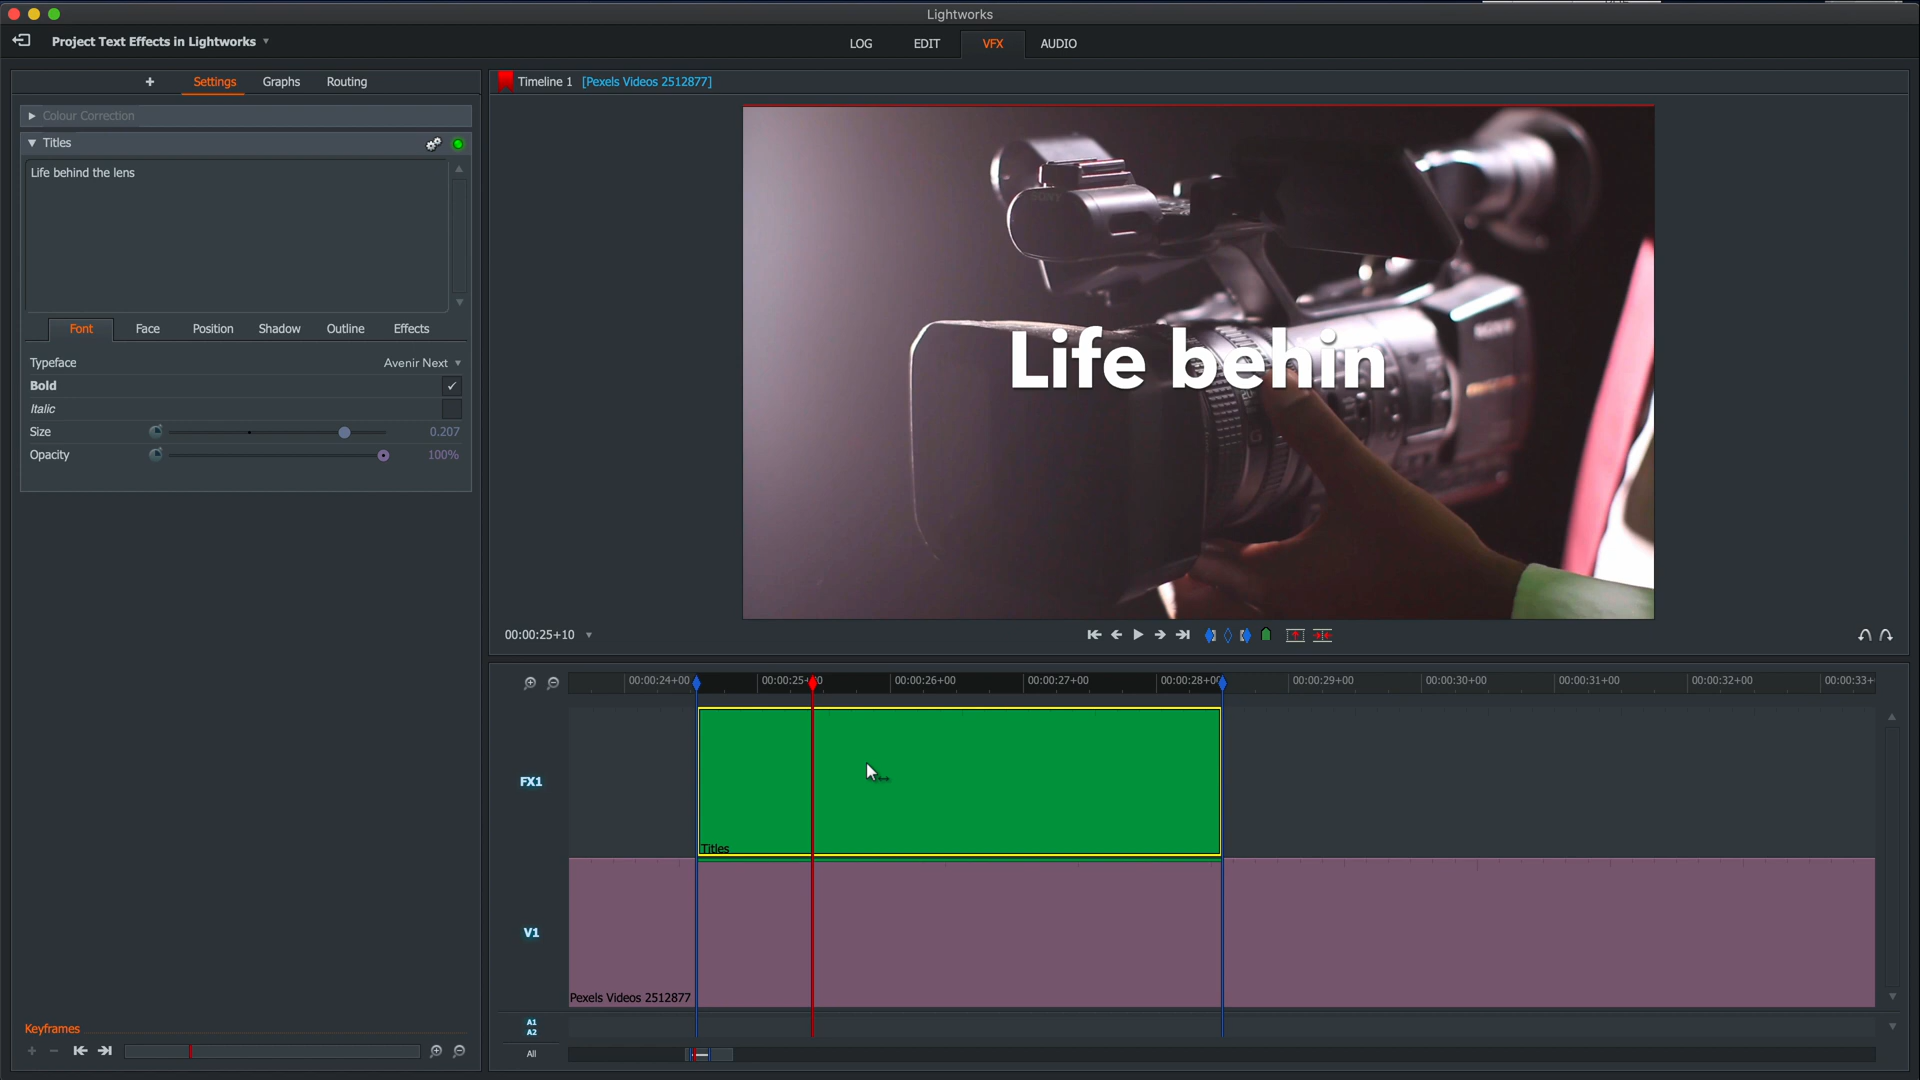 Lightworks
Project Text Effects in Lightworks
LOG EDIT VFX AUDIO
+ Settings Graphs Routing
Timeline 1 [Pexels Videos 2512877]
Colour Correction
Titles
Life behind the lens
SONY
SONY
Life behin
Font Face Position Shadow Outline Effects
Typeface Avenir Next
Bold
Italic
Size 0.207
Opacity 100%
00:00:25+10
00:00:24+00 00:00:25+00 00:00:26+00 00:00:27+00 00:00:28+00 00:00:29+00 00:00:30+00 00:00:31+00 00:00:32+00 00:00:33+
FX1
Titles
V1
Pexels Videos 2512877
A1
A2
All
Keyframes